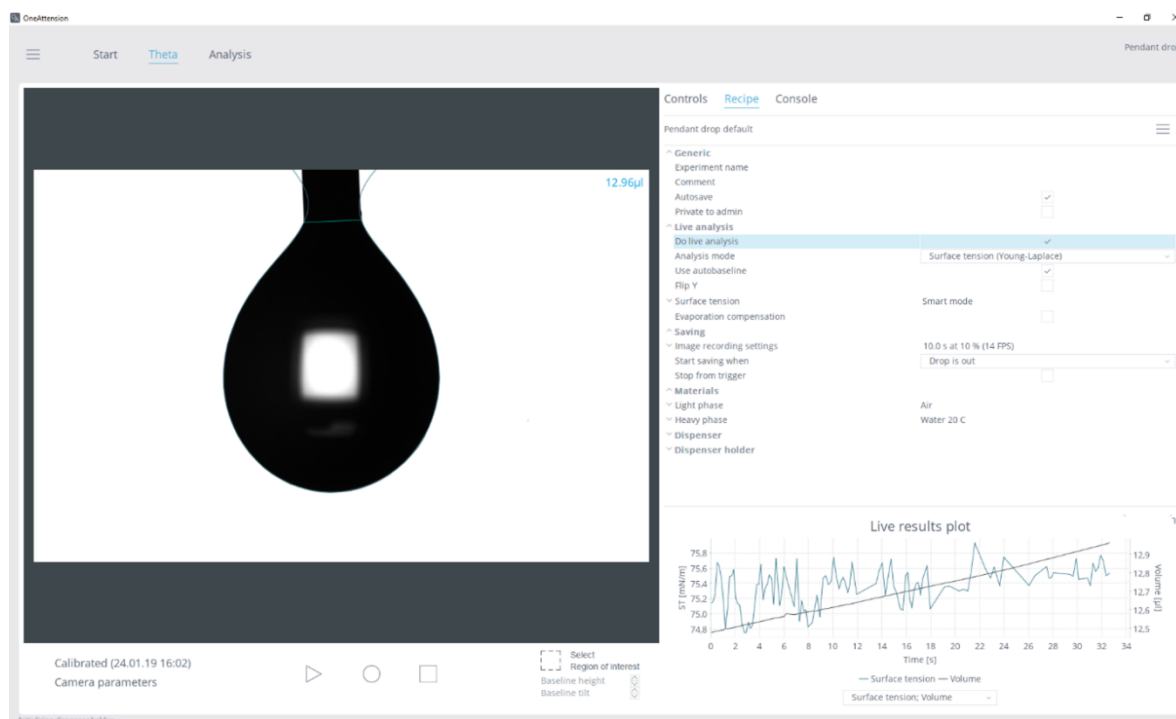 OneAttension
Start Theta Analysis
Pendant dro
12.96µl
Controls Recipe Console
Pendant drop default
Generic
Experiment name
Comment
Autosave
Private to admin
Live analysis
Do live analysis
Analysis mode Surface tension (Young-Laplace)
Use autobaseline
Flip Y
Surface tension Smart mode
Evaporation compensation
Saving
Image recording settings 10.0 s at 10 % (14 FPS)
Start saving when Drop is out
Stop from trigger
Materials
Light phase Air
Heavy phase Water 20 C
Dispenser
Dispenser holder
Live results plot
ST [mN/m]
75,8
75.6
75.4
75.2
75.0
74.8
12,9
12,8
12,7
12,6
12,5
Volume [µl]
0 2 4 6 8 10 12 14 16 18 20 22 24 26 28 30 32 34
Time [s]
Surface tension Volume
Surface tension; Volume
Calibrated (24.01.19 16:02)
Camera parameters
Select
Region of interest
Baseline height
Baseline tilt